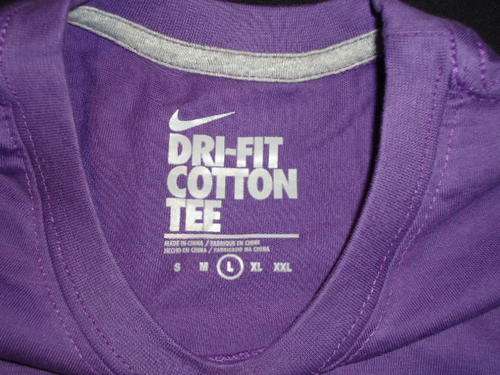 DRI-FIT
COTTON
TEE
MADE IN CHINA / FABRIQUÉ EN CHINE
HECHO EN CHINA / FABRICADO NA CHINA
S M L XL XXL